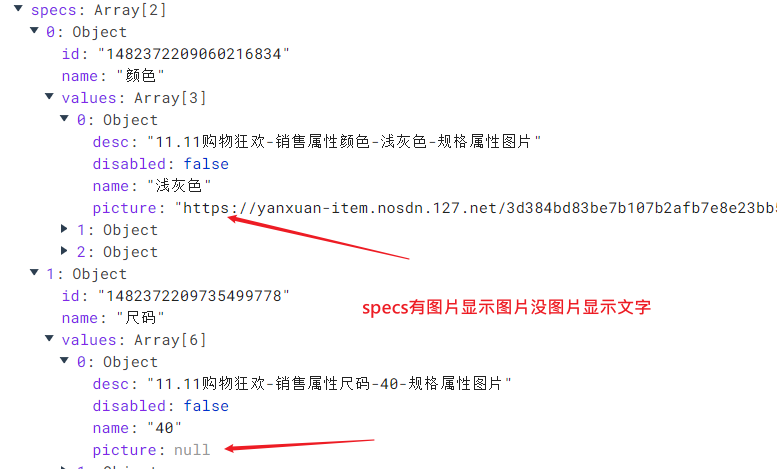 specs: Array[2]
0: Object
id: "1482372209060216834"
name: "颜色"
values: Array[3]
0: Object
desc: "11.11购物狂欢-销售属性颜色-浅灰色-规格属性图片"
disabled: false
name: "浅灰色"
picture: "https://yanxuan-item.nosdn.127.net/3d384bd83be7b107b2afb7e8e23bb5
1: Object
2: Object
1: Object
id: "1482372209735499778"
specs有图片显示图片没图片显示文字
name: "尺码"
values: Array[6]
0: Object
desc: "11.11购物狂欢-销售属性尺码-40-规格属性图片"
disabled: false
name: "40"
picture: null